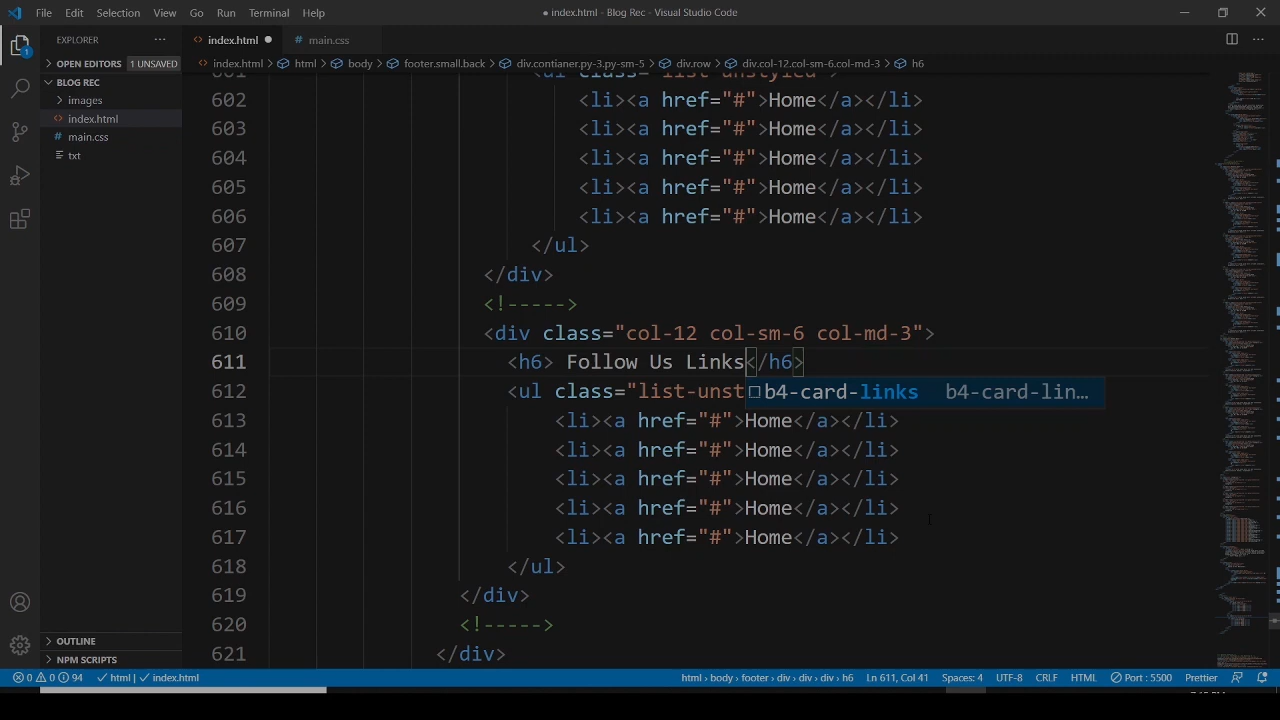 File Edit Selection View Go Run Terminal Help
● index.html - Blog Rec - Visual Studio Code
EXPLORER
index.html
main.css
OPEN EDITORS 1 UNSAVED
index.html > html > body > footer.small.back > div.contianer.py-3.py-sm-5 > div.row > div.col-12.col-sm-6.col-md-3 > h6
BLOG REC
images
index.html
main.css
txt
1
OUTLINE
NPM SCRIPTS
<ul class="list-unstyled">
602 <li><a href="#">Home</a></li>
603 <li><a href="#">Home</a></li>
604 <li><a href="#">Home</a></li>
605 <li><a href="#">Home</a></li>
606 <li><a href="#">Home</a></li>
607 </ul>
608 </div>
609 <!----->
610 <div class="col-12 col-sm-6 col-md-3">
611 <h6> Follow Us Links</h6>
612 <ul class="list-unst
b4-card-links b4-card-lin…
613 <li><a href="#">Home</a></li>
614 <li><a href="#">Home</a></li>
615 <li><a href="#">Home</a></li>
616 <li><a href="#">Home</a></li>
617 <li><a href="#">Home</a></li>
618 </ul>
619 </div>
620 <!----->
621 </div>
0 0 94 html | index.html
html › body › footer › div › div › div › h6 Ln 611, Col 41 Spaces: 4 UTF-8 CRLF HTML Port : 5500 Prettier